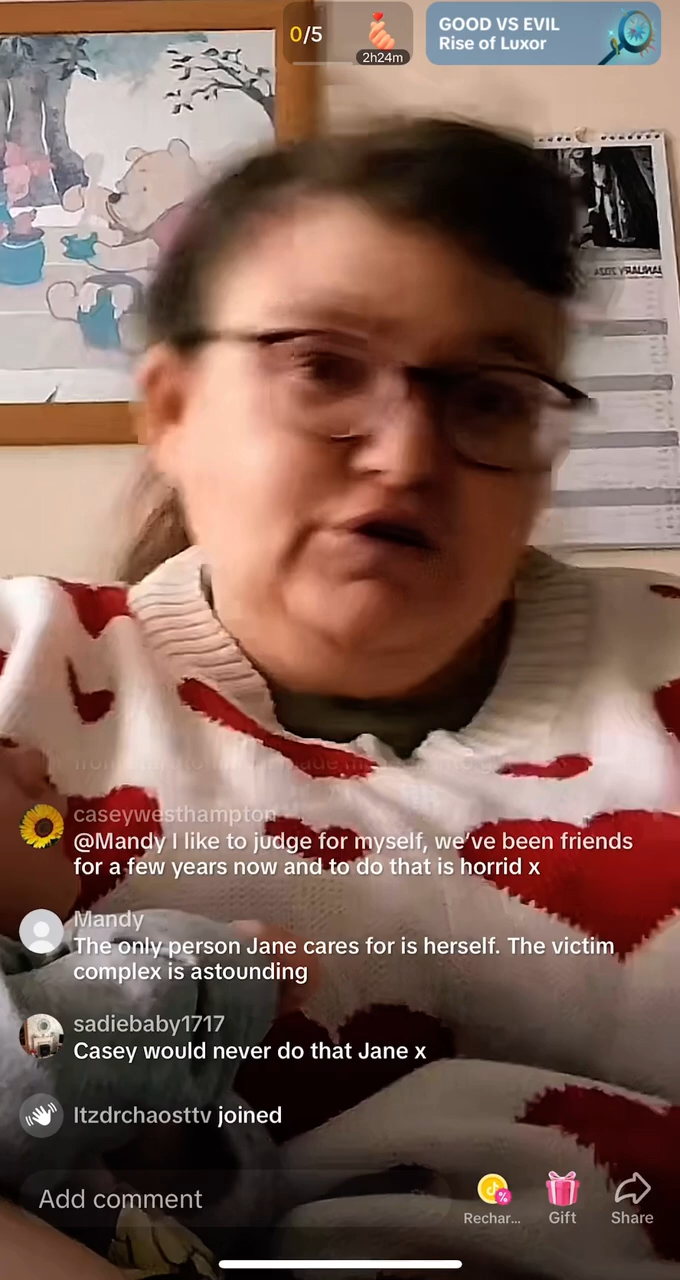 0/5
2h24m
GOOD VS EVIL
Rise of Luxor
JANUARY 2024
caseywesthampton
@Mandy I like to judge for myself, we've been friends
for a few years now and to do that is horrid x
Mandy
The only person Jane cares for is herself. The victim
complex is astounding
sadiebaby1717
Casey would never do that Jane x
Itzdrchaosttv joined
Add comment
Rechar...
Gift
Share